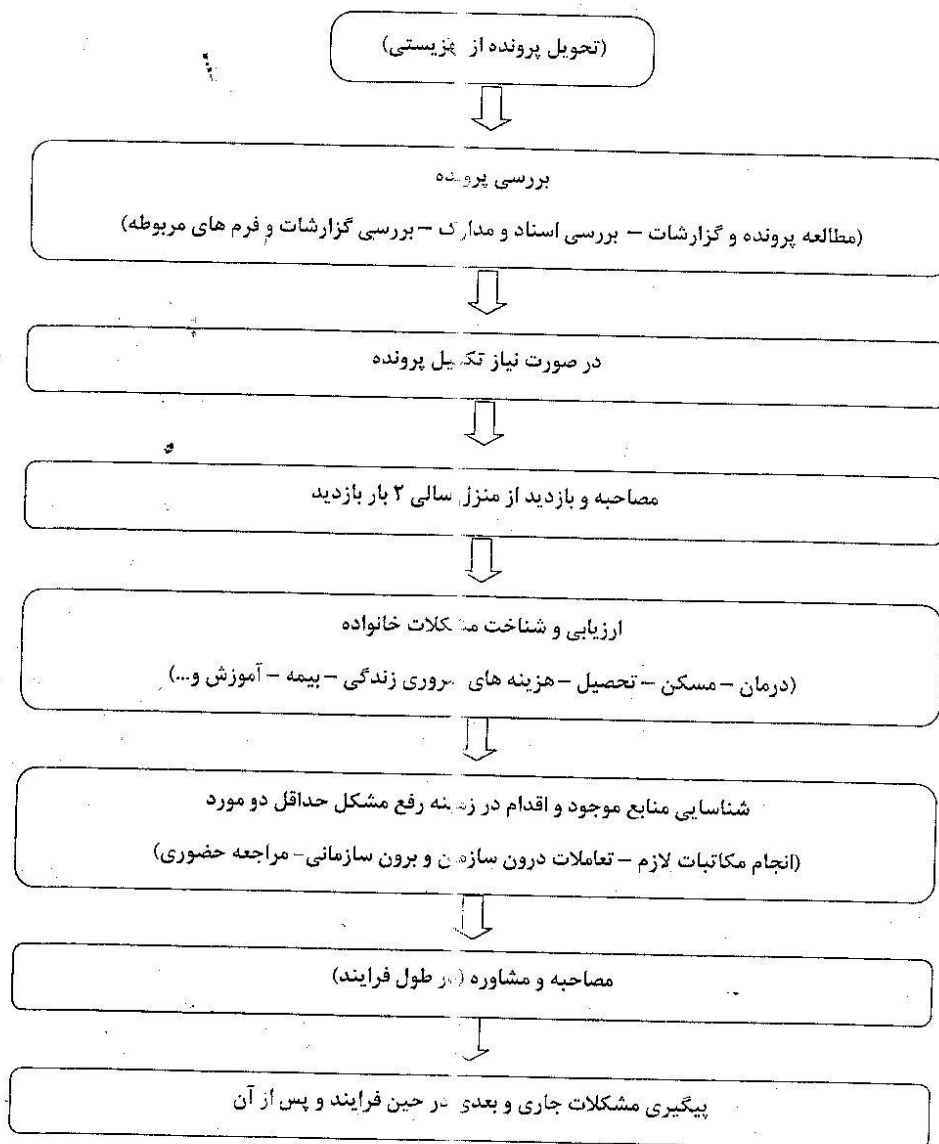 (تحویل پرونده از بهزیستی)
بررسی پرونده
(مطالعه پرونده و گزارشات – بررسی اسناد و مدارک – بررسی گزارشات و فرم های مربوطه)
در صورت نیاز تکمیل پرونده
مصاحبه و بازدید از منزل سالی ۲ بار بازدید
ارزیابی و شناخت مشکلات خانواده
(درمان – مسکن – تحصیل – هزینه های ضروری زندگی – بیمه – آموزش و...)
شناسایی منابع موجود و اقدام در زمینه رفع مشکل حداقل دو مورد
(انجام مکاتبات لازم – تعاملات درون سازمان و برون سازمانی- مراجعه حضوری)
مصاحبه و مشاوره (در طول فرایند)
پیگیری مشکلات جاری و بعدی در حین فرایند و پس از آن